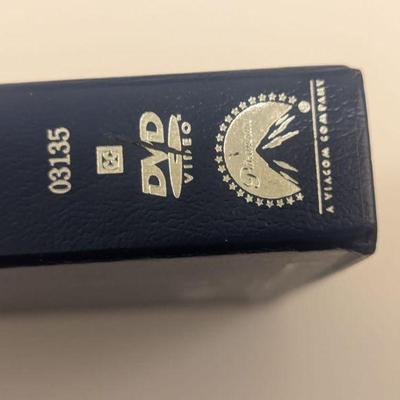 03135
CC
DVD
VIDEO
Paramount
A VIACOM COMPANY